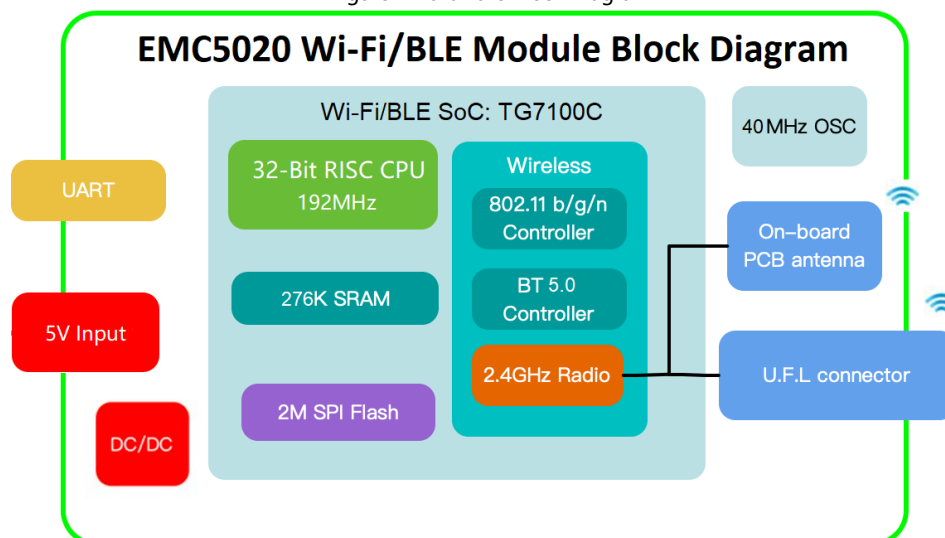 EMC5020 Wi-Fi/BLE Module Block Diagram
Wi-Fi/BLE SoC: TG7100C
40MHz OSC
32-Bit RISC CPU
192MHz
Wireless
802.11 b/g/n
Controller
UART
On-board
PCB antenna
276K SRAM
BT 5.0
Controller
5V Input
2.4GHz Radio
U.F.L connector
2M SPI Flash
DC/DC